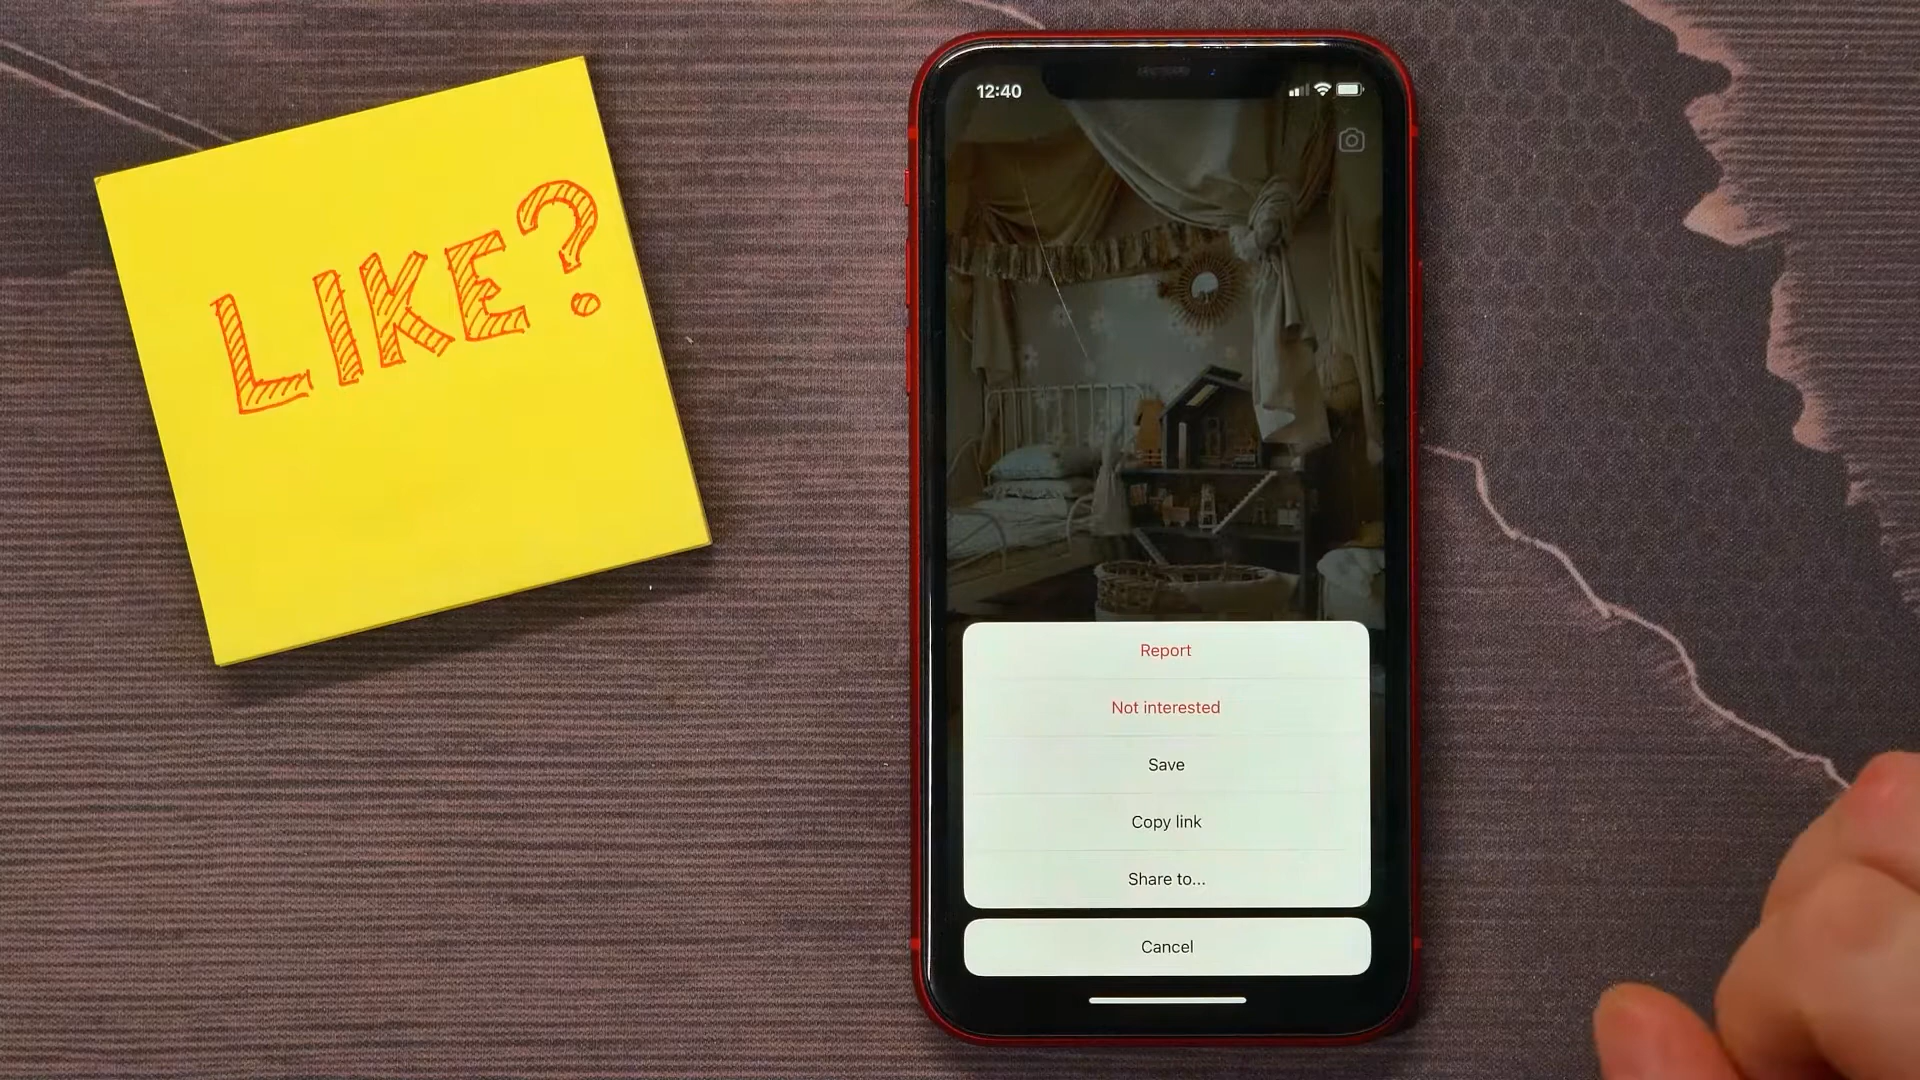 LIKE?
12:40
Report
Not interested
Save
Copy link
Share to...
Cancel